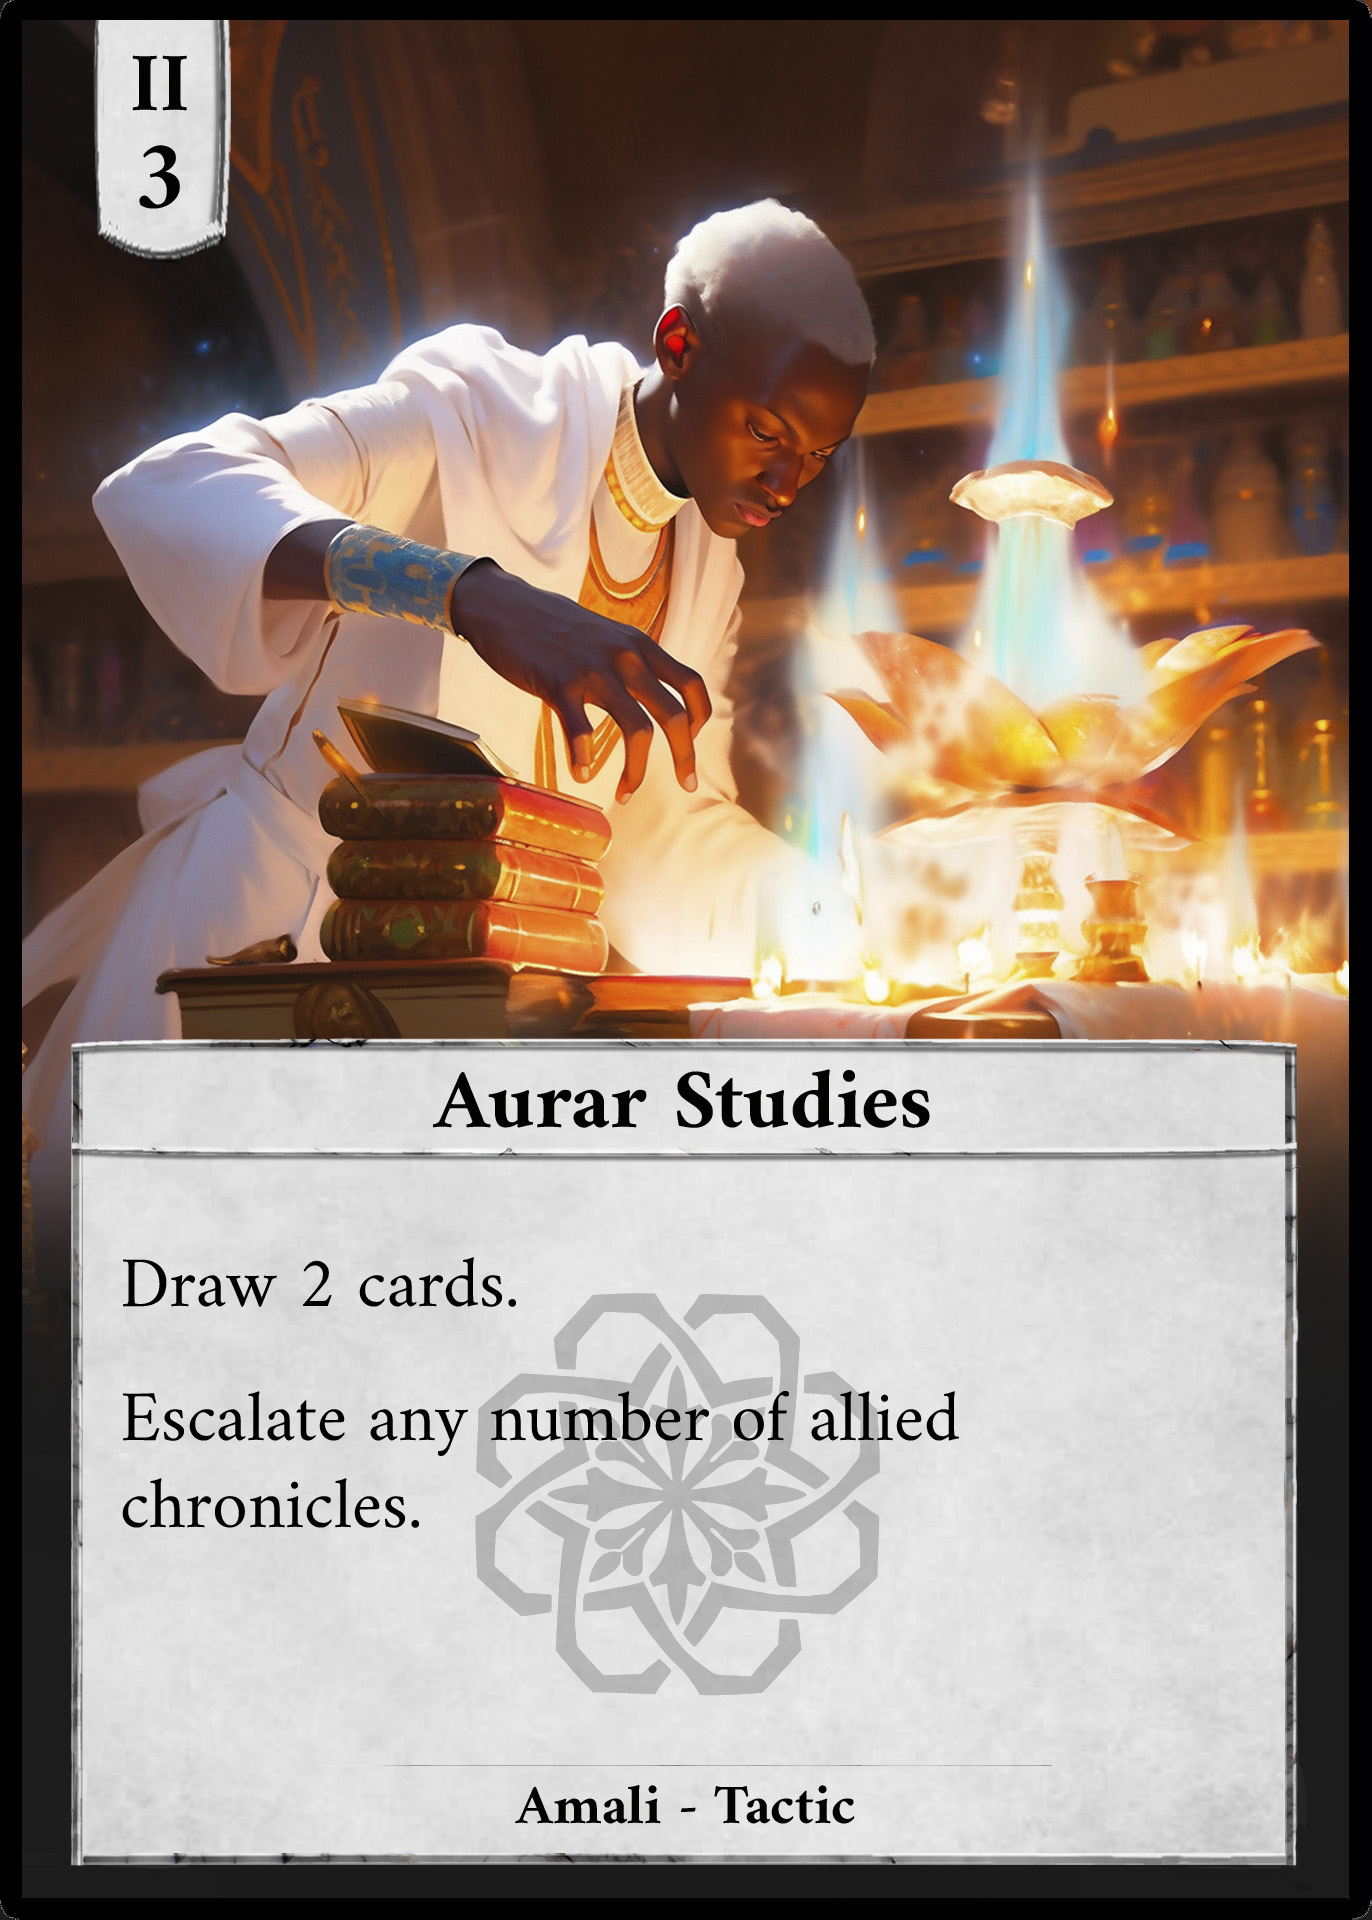 II
3
Aurar Studies
Draw 2 cards.
Escalate any number of allied
chronicles.
Amali - Tactic